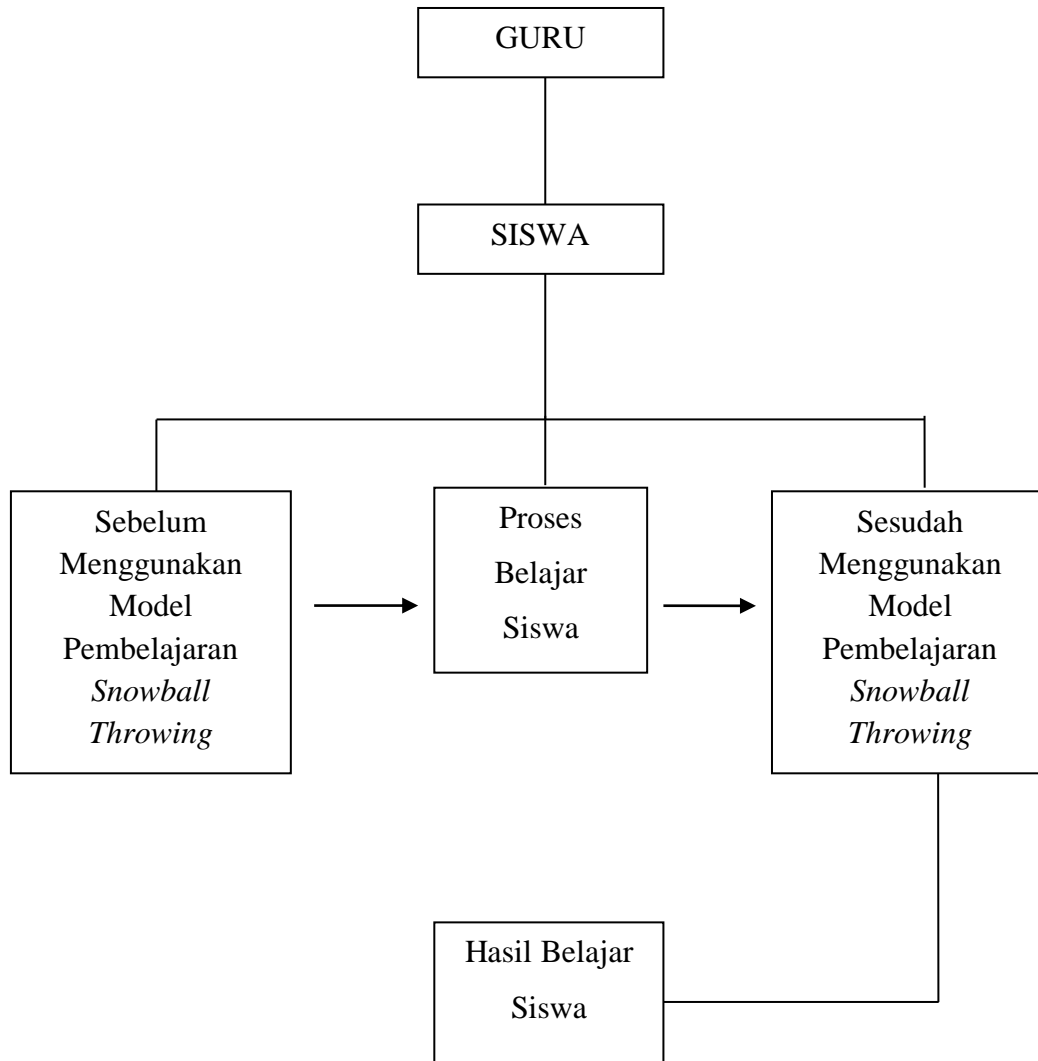 GURU
SISWA
Sebelum
Menggunakan
Model
Pembelajaran
Snowball
Throwing
Proses
Belajar
Siswa
Sesudah
Menggunakan
Model
Pembelajaran
Snowball
Throwing
Hasil Belajar
Siswa